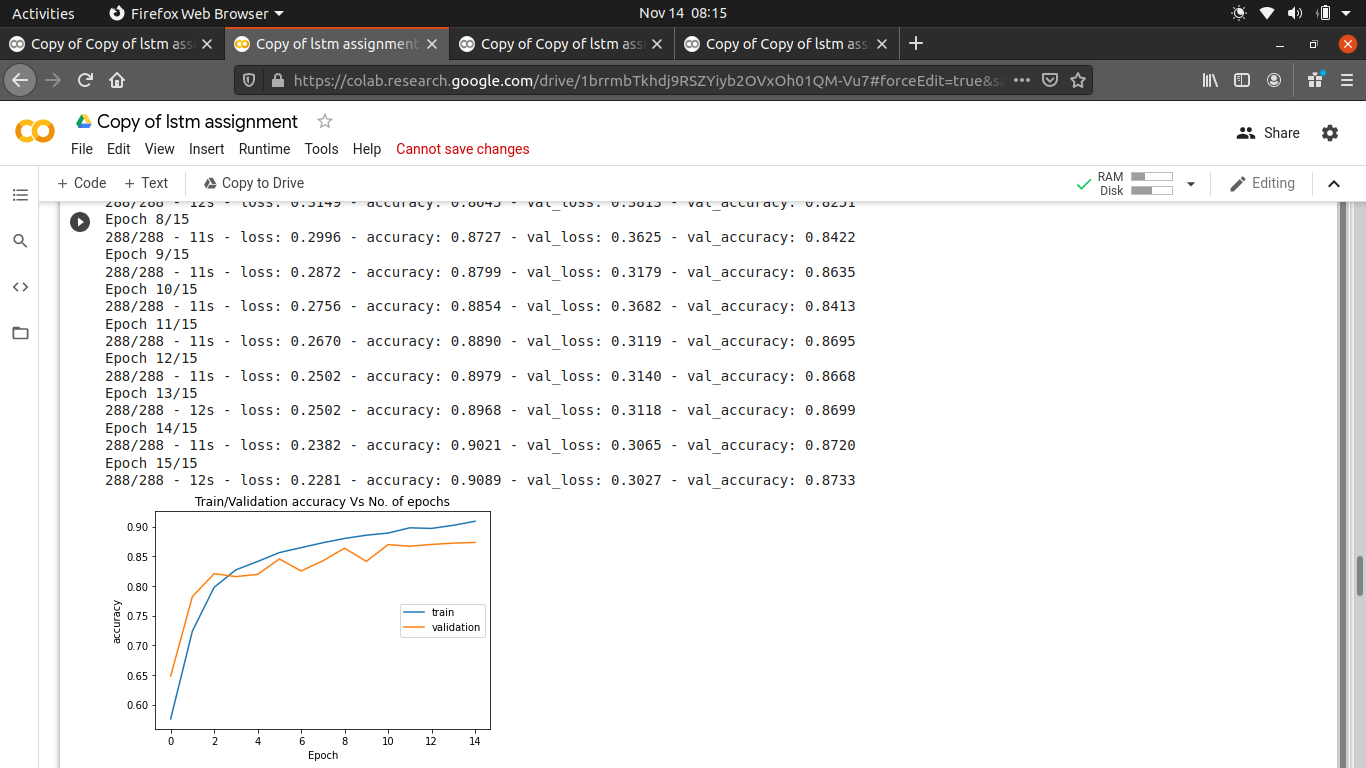 Activities Firefox Web Browser Nov 14 08:15
Copy of Copy of lstm ass Copy of lstm assignment Copy of Copy of lstm ass Copy of Copy of lstm ass
https://colab.research.google.com/drive/1brrmbTkhdj9RSZYiyb2OVxOh01QM-Vu7#forceEdit=true&s
Copy of lstm assignment
Share
File Edit View Insert Runtime Tools Help Cannot save changes
+ Code + Text Copy to Drive RAM Disk Editing
288/288 - 12s - loss: 0.3149 - accuracy: 0.8645 - val_loss: 0.3813 - val_accuracy: 0.8251
Epoch 8/15
288/288 - 11s - loss: 0.2996 - accuracy: 0.8727 - val_loss: 0.3625 - val_accuracy: 0.8422
Epoch 9/15
288/288 - 11s - loss: 0.2872 - accuracy: 0.8799 - val_loss: 0.3179 - val_accuracy: 0.8635
Epoch 10/15
288/288 - 11s - loss: 0.2756 - accuracy: 0.8854 - val_loss: 0.3682 - val_accuracy: 0.8413
Epoch 11/15
288/288 - 11s - loss: 0.2670 - accuracy: 0.8890 - val_loss: 0.3119 - val_accuracy: 0.8695
Epoch 12/15
288/288 - 11s - loss: 0.2502 - accuracy: 0.8979 - val_loss: 0.3140 - val_accuracy: 0.8668
Epoch 13/15
288/288 - 12s - loss: 0.2502 - accuracy: 0.8968 - val_loss: 0.3118 - val_accuracy: 0.8699
Epoch 14/15
288/288 - 11s - loss: 0.2382 - accuracy: 0.9021 - val_loss: 0.3065 - val_accuracy: 0.8720
Epoch 15/15
288/288 - 12s - loss: 0.2281 - accuracy: 0.9089 - val_loss: 0.3027 - val_accuracy: 0.8733
Train/Validation accuracy Vs No. of epochs
0.90
0.85
0.80
0.75
0.70
0.65
0.60
accuracy
train
validation
0 2 4 6 8 10 12 14
Epoch